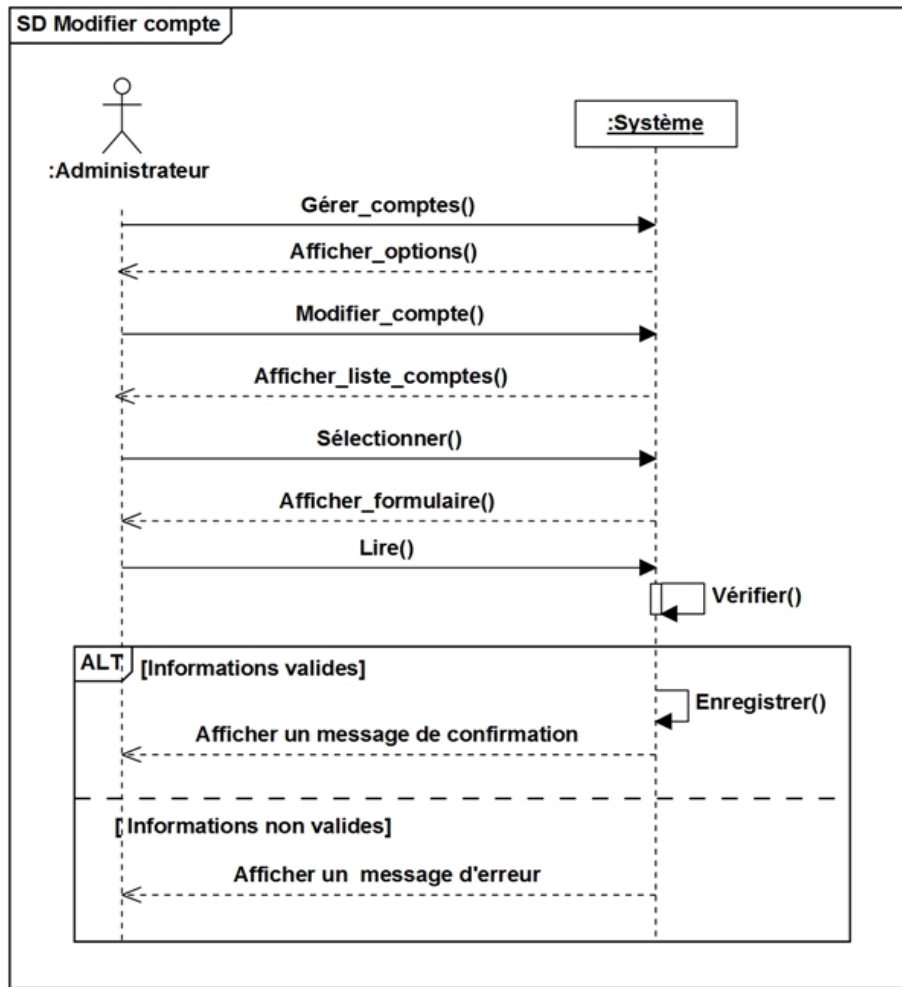 SD Modifier compte
:Système
:Administrateur
Gérer_comptes()
Afficher_options()
Modifier_compte()
Afficher_liste_comptes()
Sélectionner()
Afficher_formulaire()
Lire()
Vérifier()
ALT [Informations valides]
Enregistrer()
Afficher un message de confirmation
[ Informations non valides]
Afficher un message d'erreur